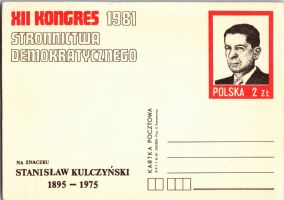 XII KONGRES 1981
STRONNICTWA
DEMOKRATYCZNEGO
POLSKA 2 ZŁ
KARTKA POCZTOWA
NA ZNACZKU
STANISŁAW KULCZYŃSKI
1895 – 1975